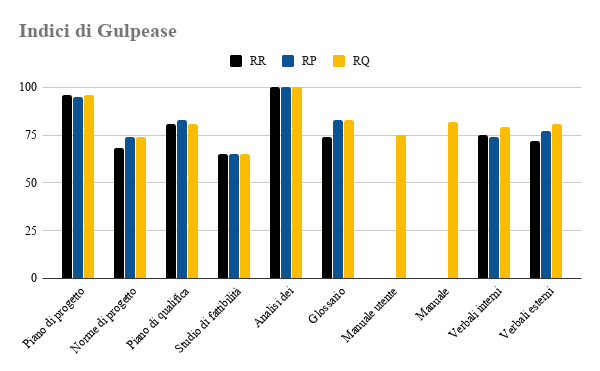 Indici di Gulpease
RR RP RQ
100
75
50
25
0
Piano di progetto
Norme di progetto
Piano di qualifica
Studio di fattibilità
Analisi dei
Glossario
Manuale utente
Manuale
Verbali interni
Verbali esterni